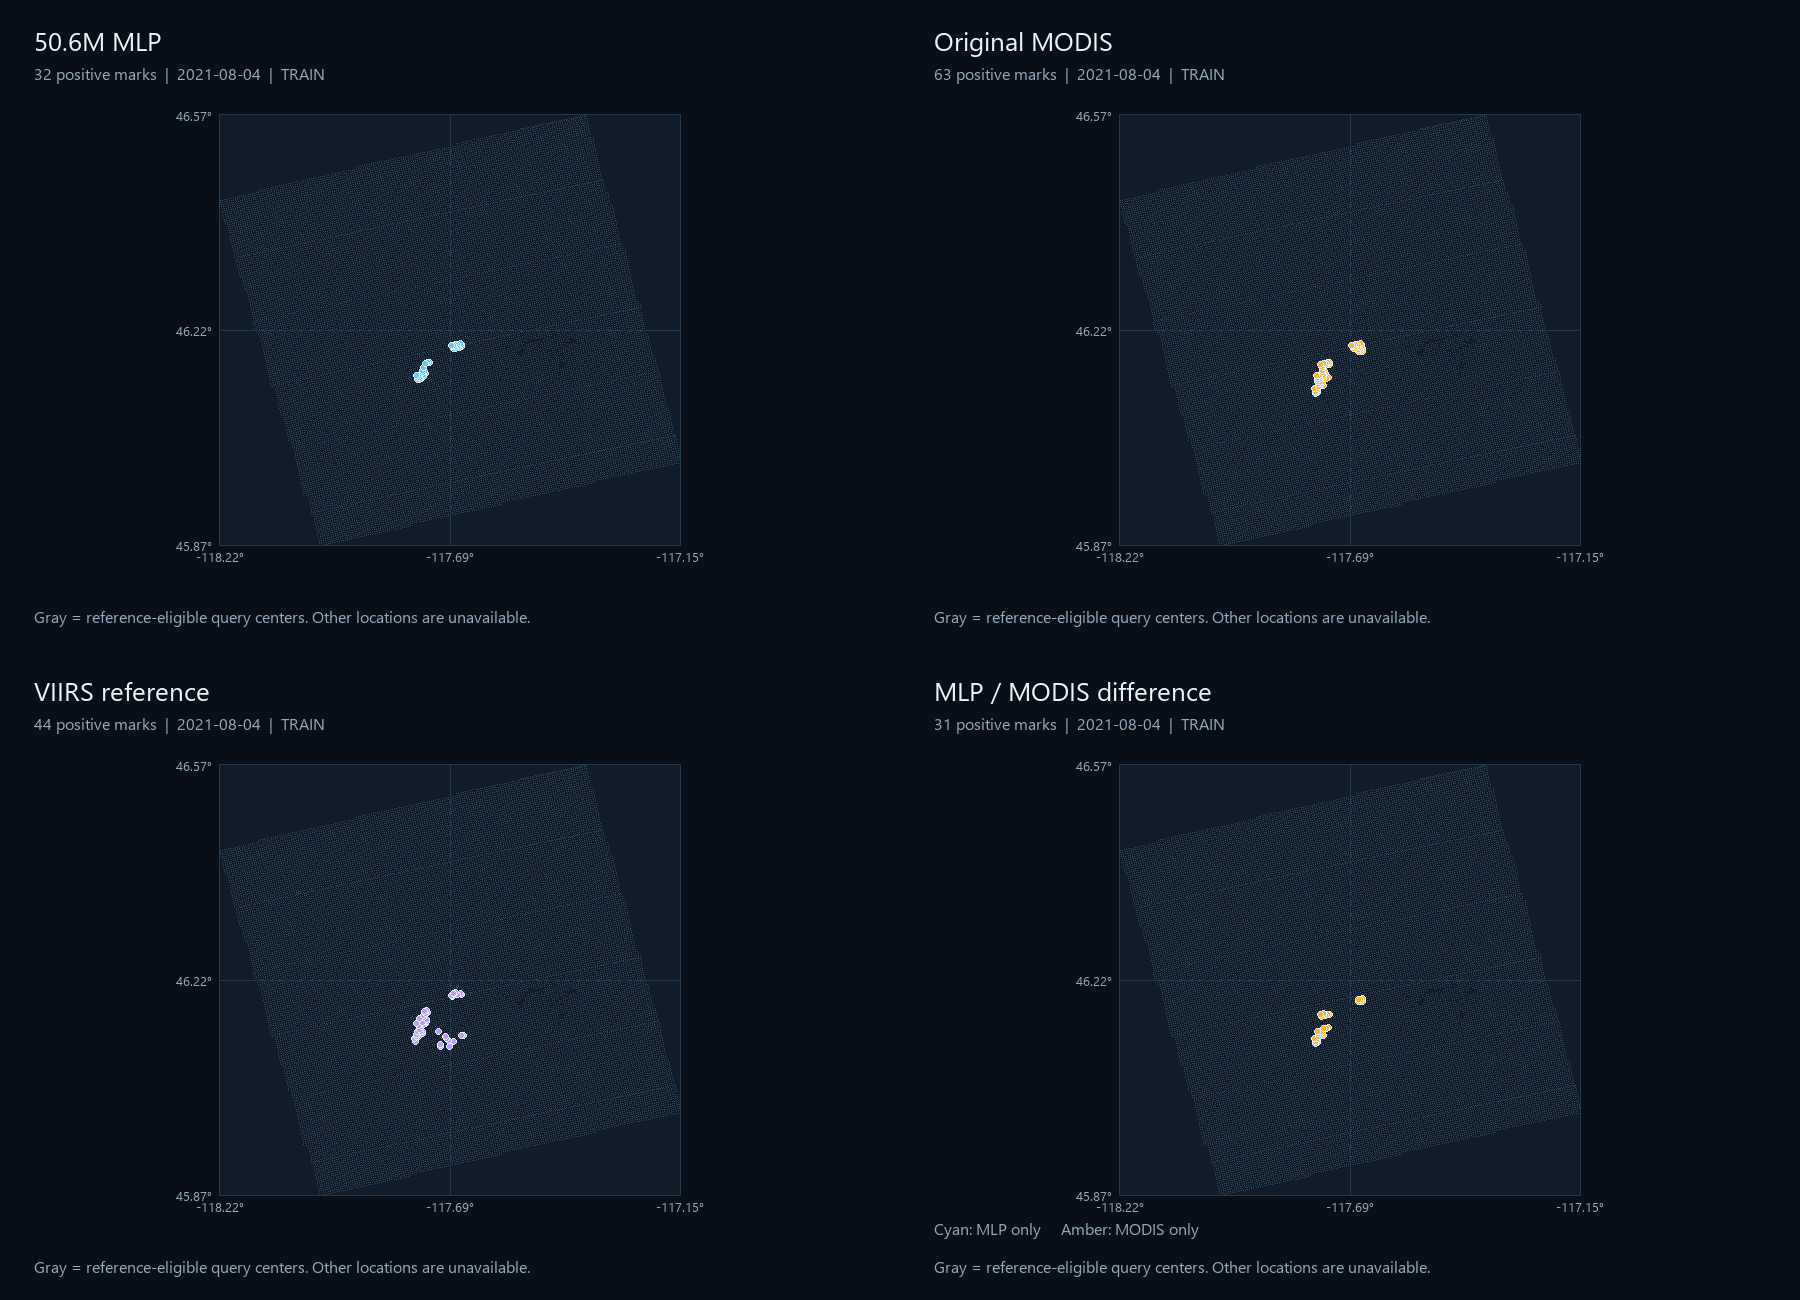 50.6M MLP
32 positive marks | 2021-08-04 | TRAIN
46.57°
46.22°
45.87°
-118.22°
-117.69°
-117.15°
Gray = reference-eligible query centers. Other locations are unavailable.
Original MODIS
63 positive marks | 2021-08-04 | TRAIN
46.57°
46.22°
45.87°
-118.22°
-117.69°
-117.15°
Gray = reference-eligible query centers. Other locations are unavailable.
VIIRS reference
44 positive marks | 2021-08-04 | TRAIN
46.57°
46.22°
45.87°
-118.22°
-117.69°
-117.15°
Gray = reference-eligible query centers. Other locations are unavailable.
MLP / MODIS difference
31 positive marks | 2021-08-04 | TRAIN
46.57°
46.22°
45.87°
-118.22°
-117.69°
-117.15°
Cyan: MLP only Amber: MODIS only
Gray = reference-eligible query centers. Other locations are unavailable.